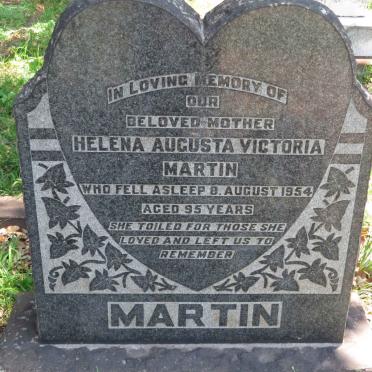 IN LOVING MEMORY OF
OUR
BELOVED MOTHER
HELENA AUGUSTA VICTORIA
MARTIN
WHO FELL ASLEEP 8. AUGUST 1954
AGED 95 YEARS
SHE TOILED FOR THOSE SHE
LOVED AND LEFT US TO
REMEMBER
MARTIN